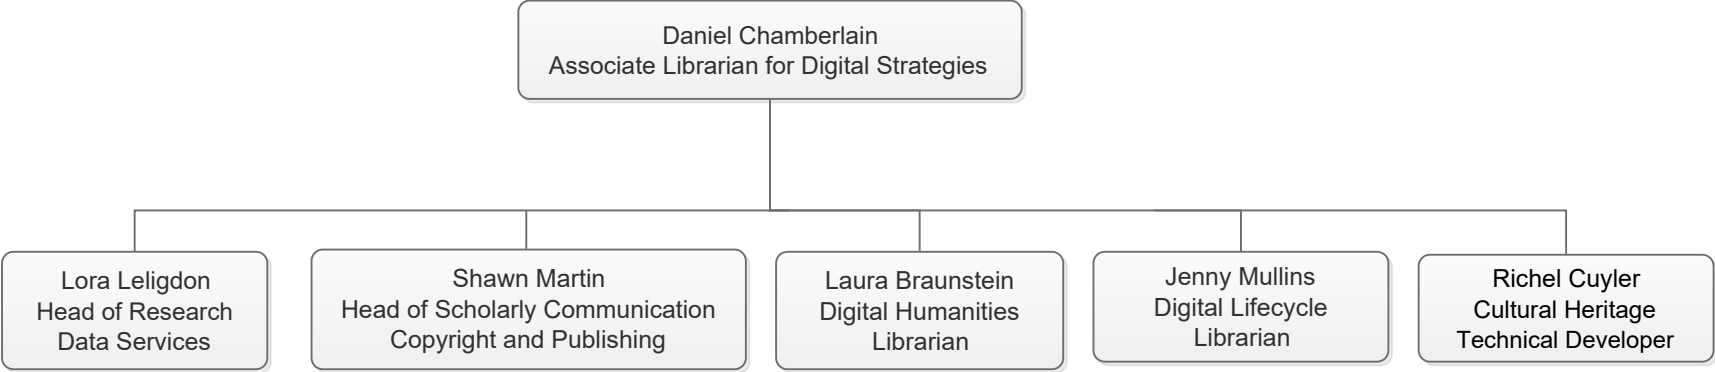 Daniel Chamberlain
Associate Librarian for Digital Strategies
Lora Leligdon
Head of Research
Data Services
Shawn Martin
Head of Scholarly Communication
Copyright and Publishing
Laura Braunstein
Digital Humanities
Librarian
Jenny Mullins
Digital Lifecycle
Librarian
Richel Cuyler
Cultural Heritage
Technical Developer